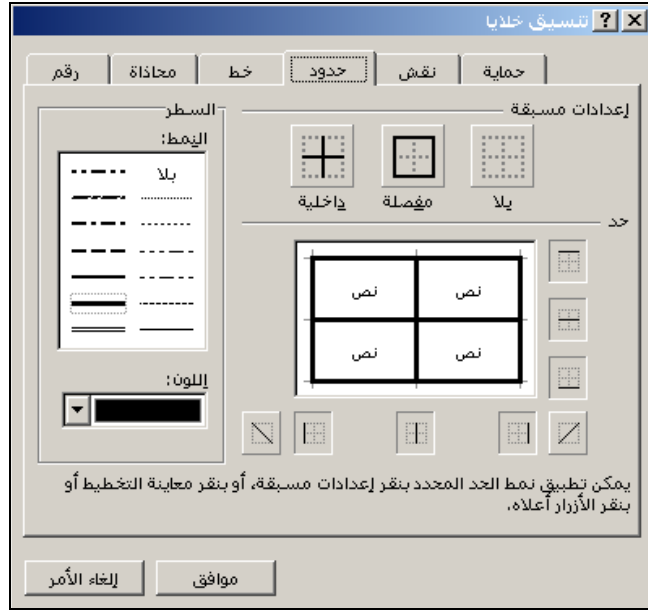 تنسيق خلايا
حماية نقش حدود خط محاذاة رقم
إعدادات مسبقة
بلا مفصلة داخلية
حد
نص نص
نص نص
السطر
النمط:
بلا
اللون:
يمكن تطبيق نمط الحد المحدد بنقر إعدادات مسبقة، أو بنقر معاينة التخطيط أو
بنقر الأزرار أعلاه.
موافق إلغاء الأمر